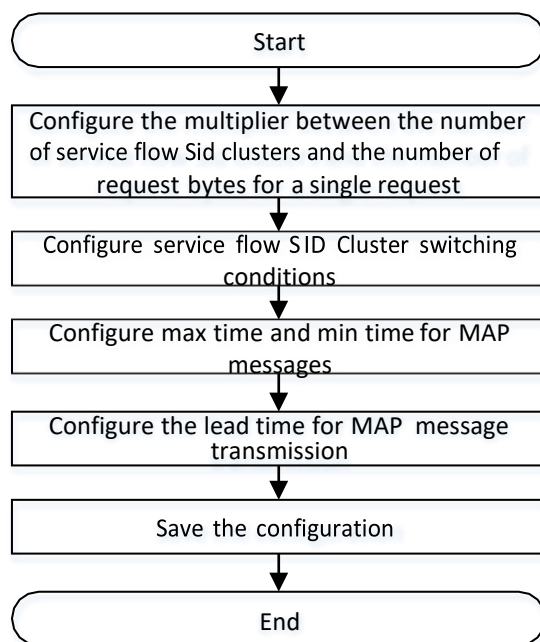 Start
Configure the multiplier between the number
of service flow Sid clusters and the number of
request bytes for a single request
Configure service flow SID Cluster switching
conditions
Configure max time and min time for MAP
messages
Configure the lead time for MAP message
transmission
Save the configuration
End